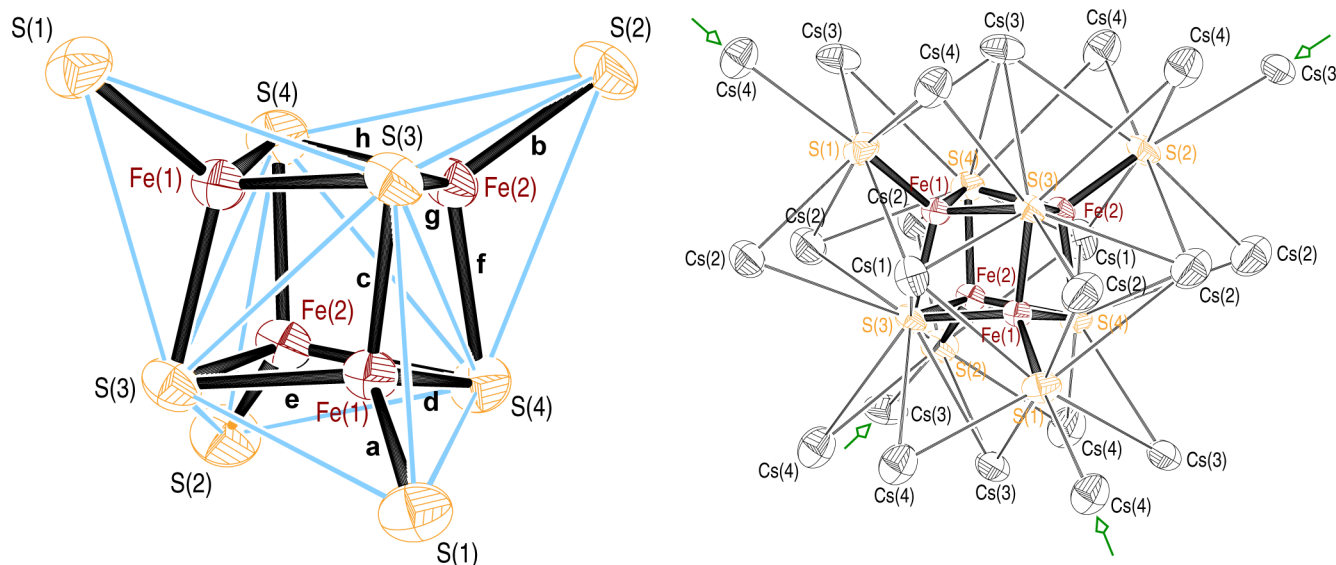 S(1)
S(2)
S(4)
S(3)
h
b
Fe(1)
Fe(2)
g
c
f
Fe(2)
S(3)
e
Fe(1)
d
S(4)
a
S(2)
S(1)
Cs(4)
Cs(3)
Cs(4)
Cs(3)
Cs(4)
Cs(4)
Cs(3)
S(1)
S(4)
S(3)
S(2)
Fe(1)
Fe(2)
Cs(2)
Cs(2)
Cs(2)
Cs(1)
Cs(1)
Cs(2)
Cs(2)
Cs(2)
Fe(2)
S(3)
Fe(1)
S(4)
S(2)
S(1)
Cs(3)
Cs(4)
Cs(4)
Cs(3)
Cs(4)
Cs(3)
Cs(4)